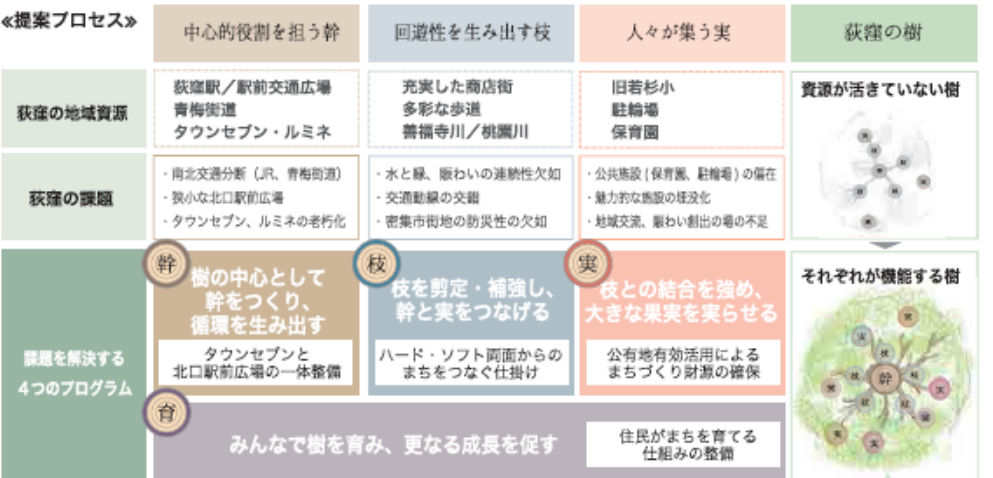 ≪提案プロセス≫
中心的役割を担う幹
回遊性を生み出す枝
人々が集う実
荻窪の樹
荻窪の地域資源
荻窪駅／駅前交通広場
青梅街道
タウンセブン・ルミネ
充実した商店街
多彩な歩道
善福寺川／桃園川
旧若杉小
駐輪場
保育園
資源が活きていない樹
荻窪の課題
・南北交通分断（JR、青梅街道）
・狭小な北口駅前広場
・タウンセブン、ルミネの老朽化
・水と緑、賑わいの連続性欠如
・交通動線の交錯
・密集市街地の防災性の欠如
・公共施設(保育園、駐輪場)の偏在
・魅力的な施設の埋没化
・地域交流、賑わい創出の場の不足
課題を解決する
４つのプログラム
幹
樹の中心として
幹をつくり、
循環を生み出す
タウンセブンと
北口駅前広場の一体整備
枝
枝を剪定・補強し、
幹と実をつなげる
ハード・ソフト両面からの
まちをつなぐ仕掛け
実
枝との結合を強め、
大きな果実を実らせる
公有地有効活用による
まちづくり財源の確保
育
みんなで樹を育み、更なる成長を促す
住民がまちを育てる
仕組みの整備
それぞれが機能する樹
実
実
枝
枝
幹
枝
実
実
枝
枝
実
実
実